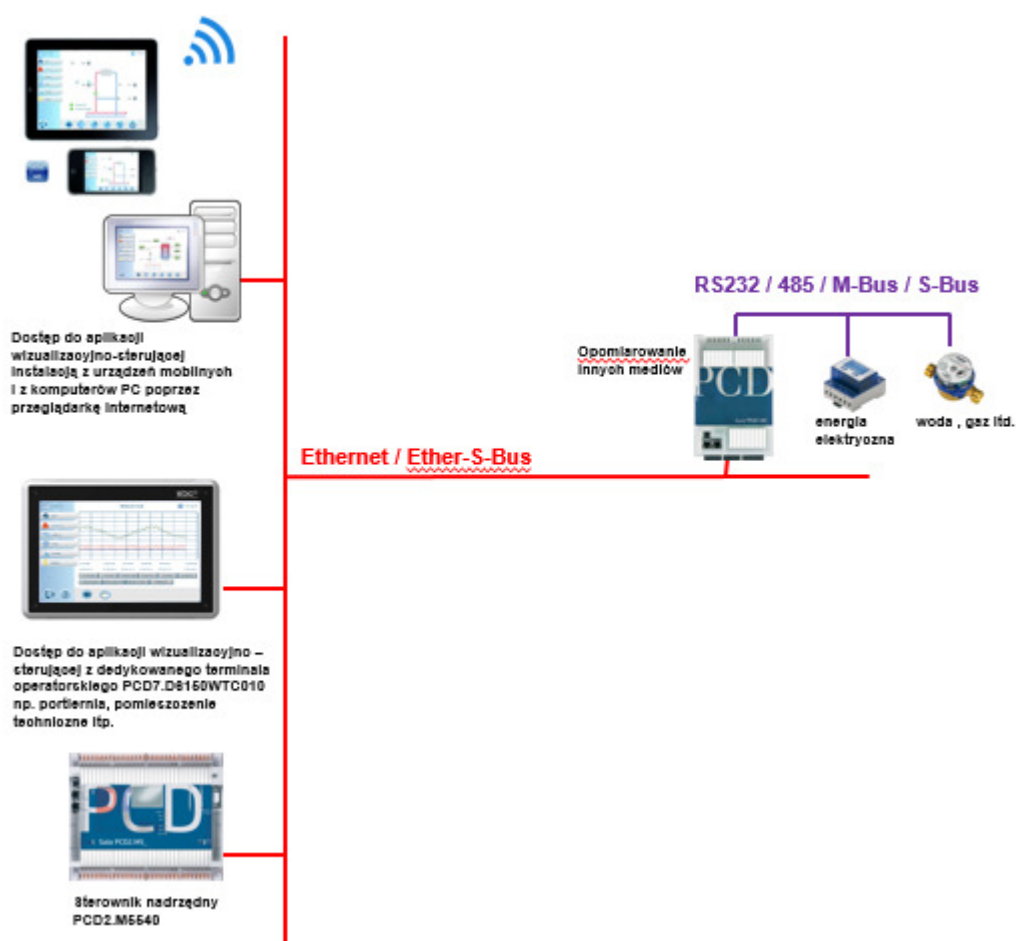 Dostęp do aplikacji
wizualizacyjno-sterującej
instalacją z urządzeń mobilnych
i z komputerów PC poprzez
przeglądarkę internetową
RS232 / 485 / M-Bus / S-Bus
Opomiarowanie
innych mediów
PCD
energia
elektryczna
woda , gaz itd.
Ethernet / Ether-S-Bus
Dostęp do aplikacji wizualizacyjno –
sterującej z dedykowanego terminala
operatorskiego PCD7.D6150WTC010
np. portiernia, pomieszczenie
techniczne itp.
PCD
Sterownik nadrzędny
PCD2.M5540